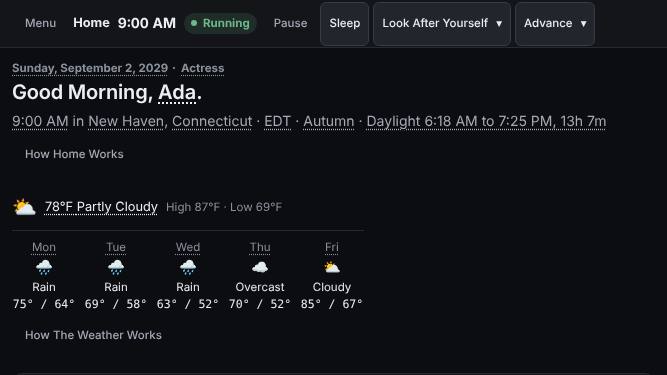 Menu Home 9:00 AM Running Pause Sleep Look After Yourself ▾ Advance ▾
Sunday, September 2, 2029 · Actress
Good Morning, Ada.
9:00 AM in New Haven, Connecticut · EDT · Autumn · Daylight 6:18 AM to 7:25 PM, 13h 7m
How Home Works
78°F Partly Cloudy High 87°F · Low 69°F
Mon Tue Wed Thu Fri
Rain Rain Rain Overcast Cloudy
75° / 64° 69° / 58° 63° / 52° 70° / 52° 85° / 67°
How The Weather Works